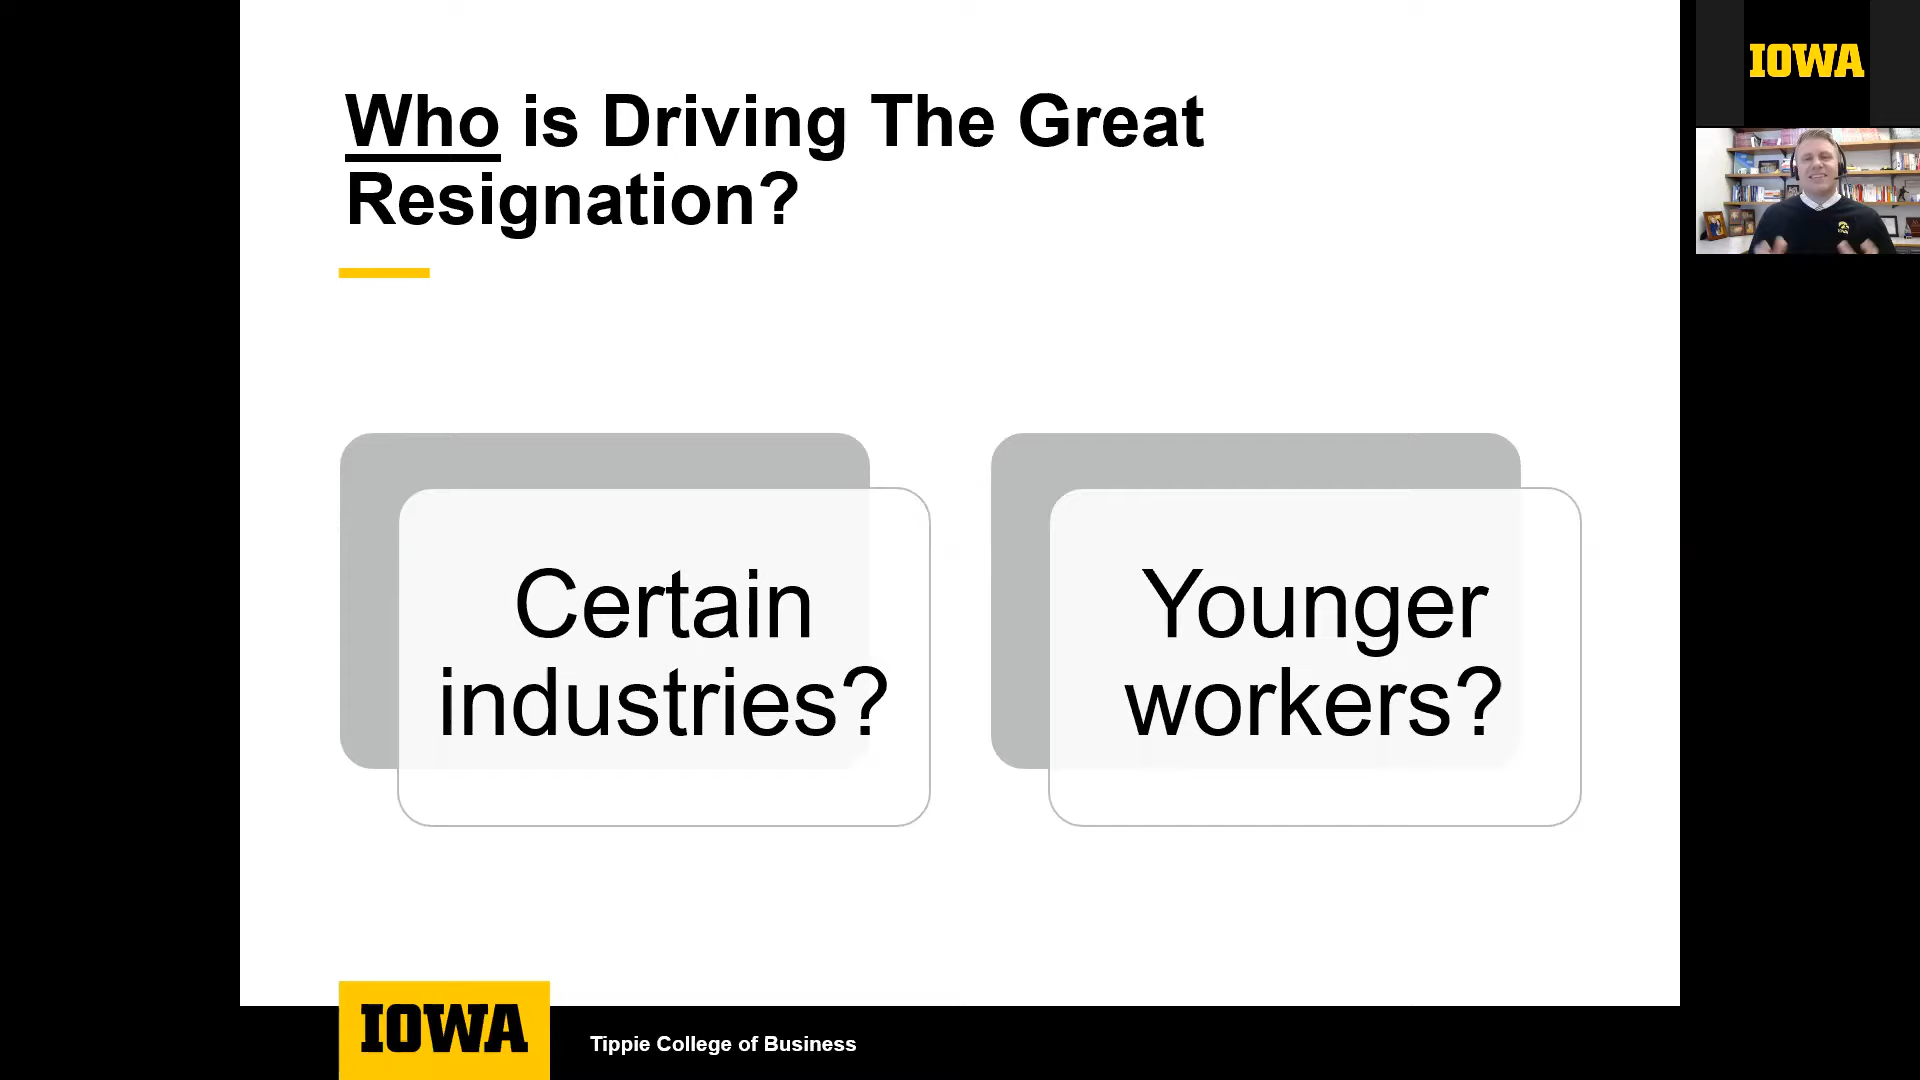 Who is Driving The Great
Resignation?
Certain
industries?
Younger
workers?
IOWA
Tippie College of Business
IOWA